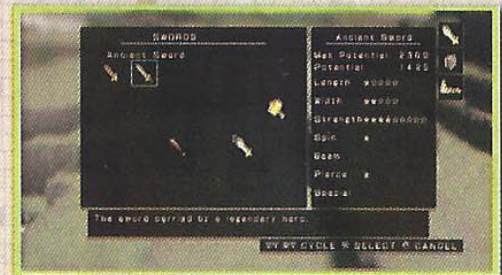 SWORDS
Ancient Sword
Ancient Sword
Max Potential 2300
Potential 1425
Length
Width
Strength
Spin
Beam
Pierce
Special
The sword carried by a legendary hero.
CYCLE SELECT CANCEL